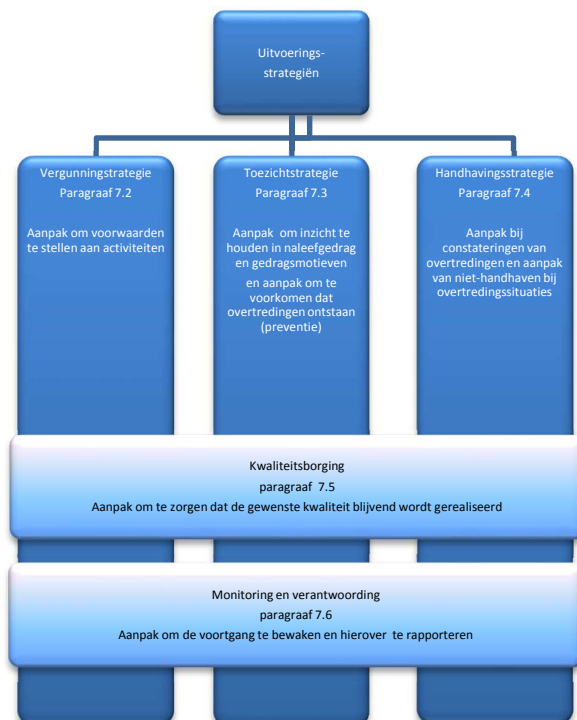 Uitvoerings-
strategiën
Vergunningstrategie
Paragraaf 7.2
Aanpak om voorwaarden
te stellen aan activiteiten
Toezichtstrategie
Paragraaf 7.3
Aanpak om inzicht te
houden in naleefgedrag
en gedragsmotieven
en aanpak om te
voorkomen dat
overtredingen ontstaan
(preventie)
Handhavingsstrategie
Paragraaf 7.4
Aanpak bij
constateringen van
overtredingen en aanpak
van niet-handhaven bij
overtredingssituaties
Kwaliteitsborging
paragraaf 7.5
Aanpak om te zorgen dat de gewenste kwaliteit blijvend wordt gerealiseerd
Monitoring en verantwoording
paragraaf 7.6
Aanpak om de voortgang te bewaken en hierover te rapporteren